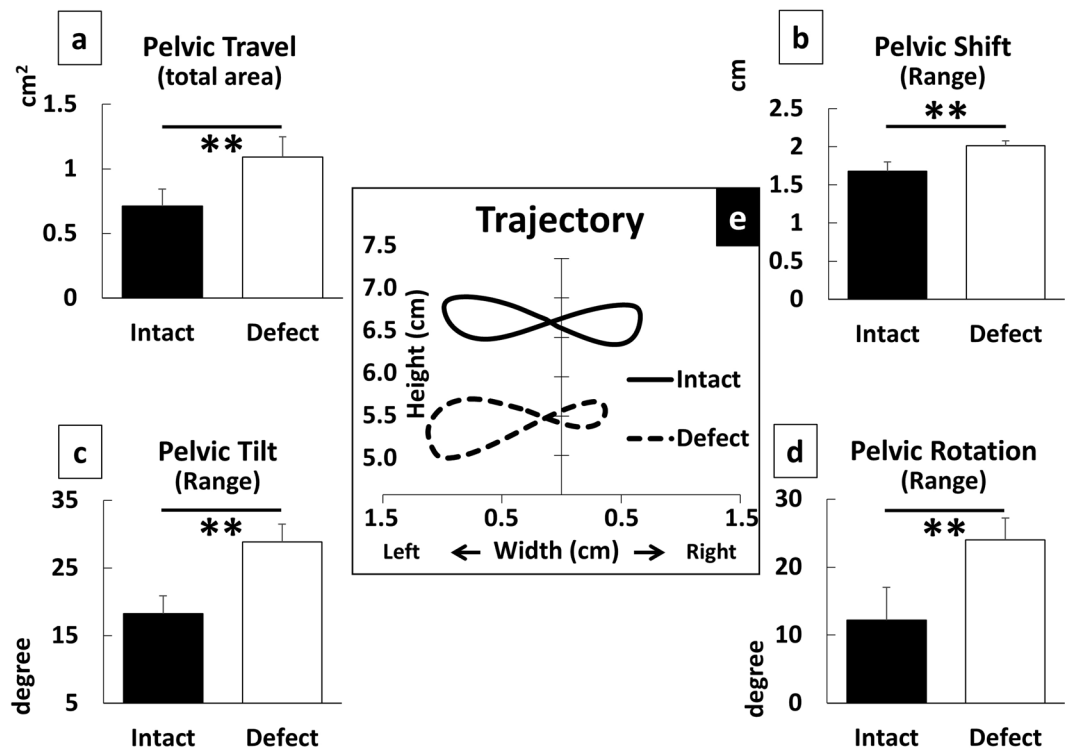 a
Pelvic Travel
(total area)
cm²
1.5
1
0.5
0
**
Intact
Defect
b
Pelvic Shift
(Range)
cm
2.5
2
1.5
1
0.5
0
**
Intact
Defect
e
Trajectory
7.5
7.0
6.5
6.0
5.5
5.0
Height (cm)
Intact
Defect
1.5 0.5 0.5 1.5
Left ← Width (cm) → Right
c
Pelvic Tilt
(Range)
35
25
15
5
degree
**
Intact
Defect
d
Pelvic Rotation
(Range)
30
20
10
0
degree
**
Intact
Defect